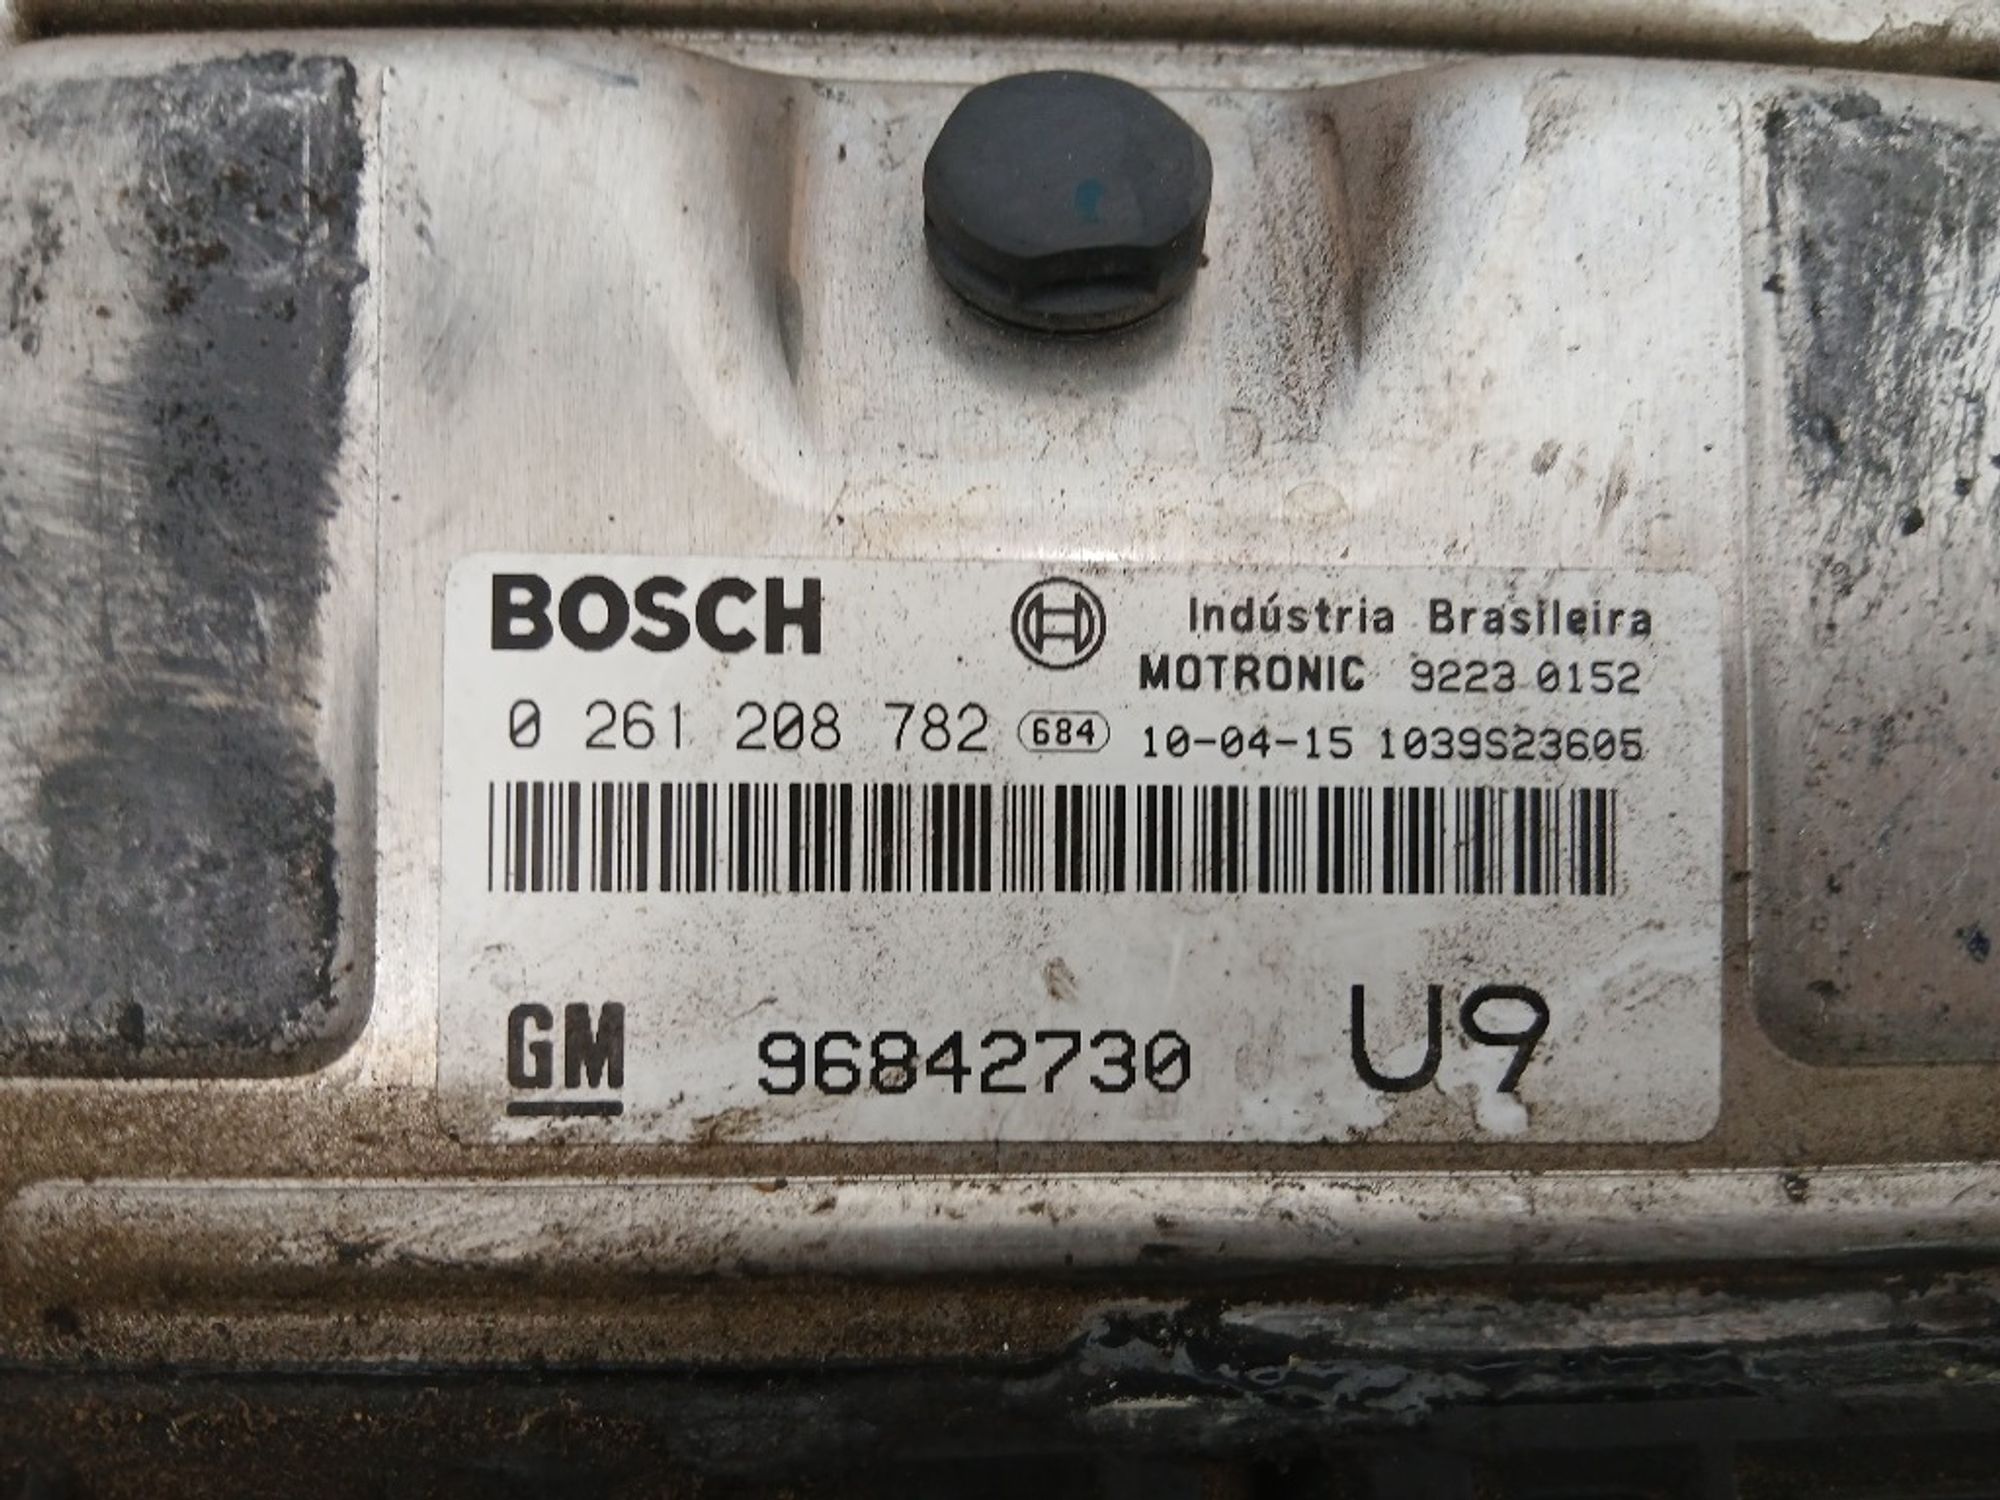 BOSCH Indústria Brasileira
MOTRONIC 9223 0152
0 261 208 782 684 10-04-15 1039S23605
GM 96842730 U9